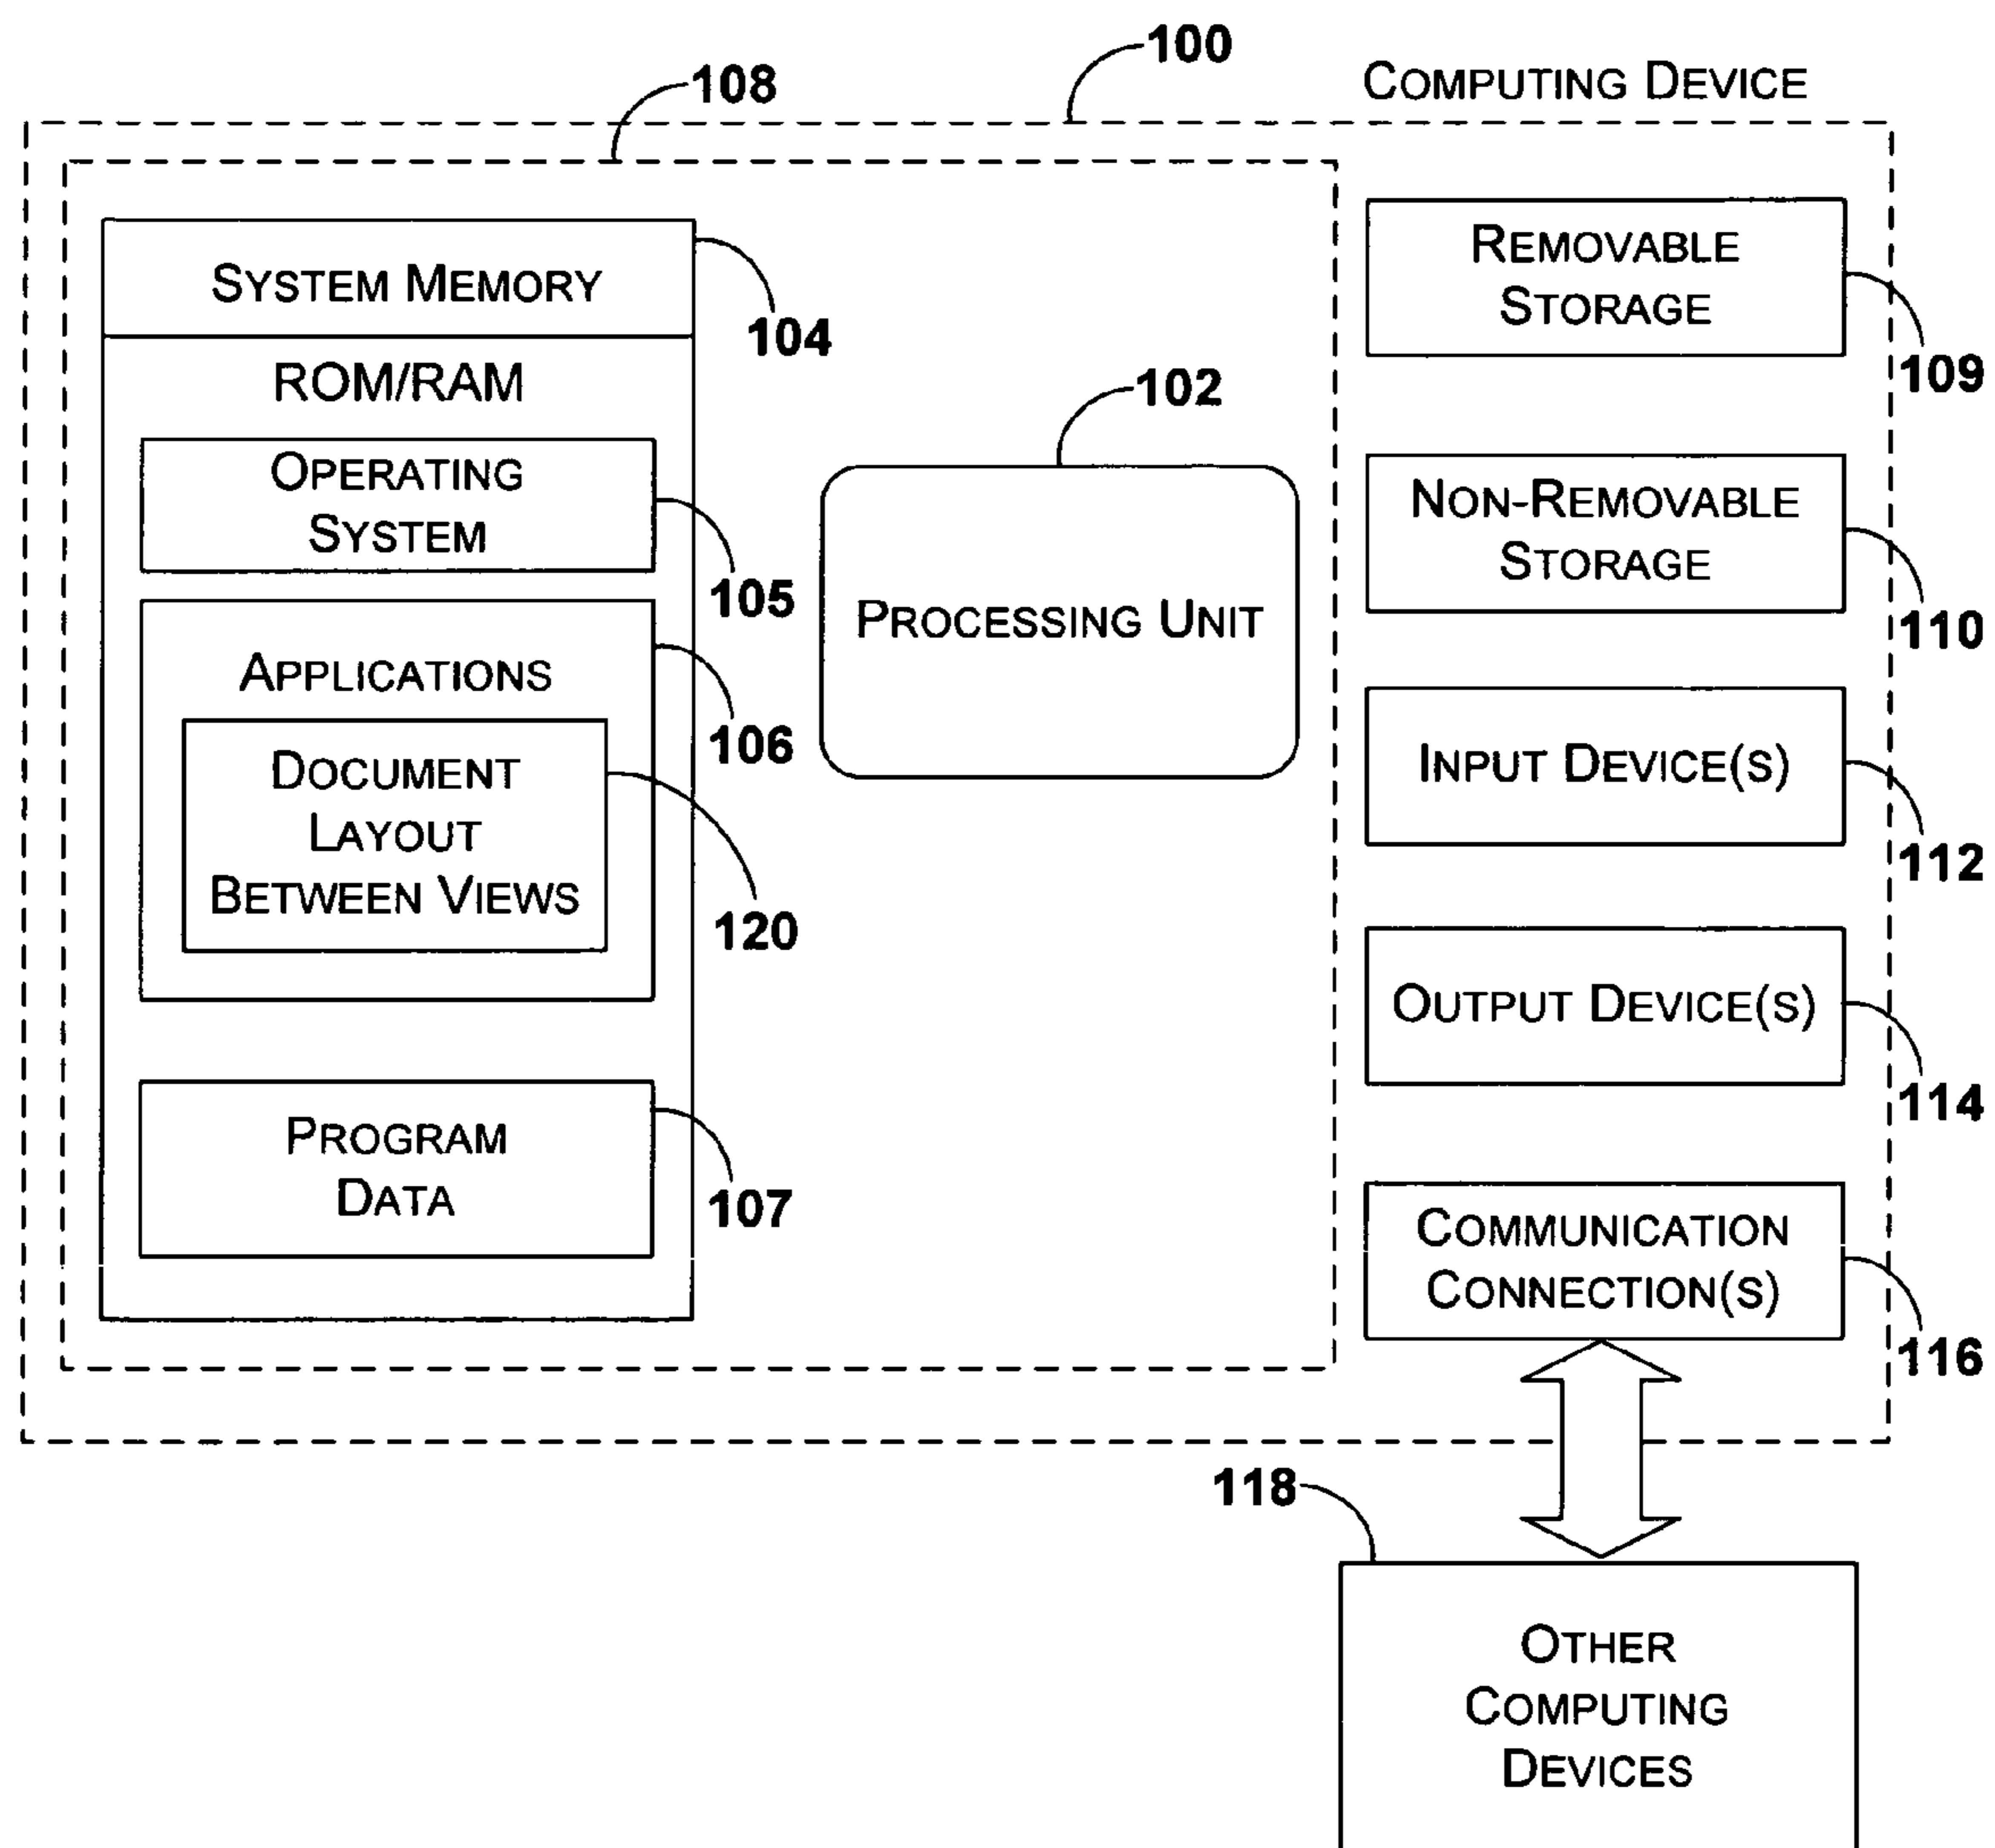 100
COMPUTING DEVICE
108
SYSTEM MEMORY
104
ROM/RAM
OPERATING
SYSTEM
105
APPLICATIONS
106
DOCUMENT
LAYOUT
BETWEEN VIEWS
120
PROGRAM
DATA
107
102
PROCESSING UNIT
REMOVABLE
STORAGE
109
NON-REMOVABLE
STORAGE
110
INPUT DEVICE(S)
112
OUTPUT DEVICE(S)
114
COMMUNICATION
CONNECTION(S)
116
118
OTHER
COMPUTING
DEVICES